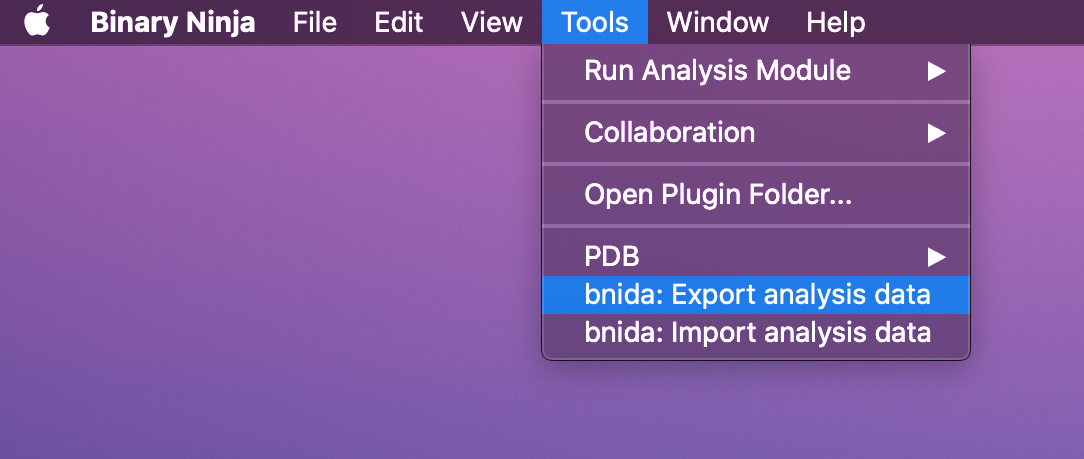 Binary Ninja File Edit View Tools Window Help
Run Analysis Module
Collaboration
Open Plugin Folder...
PDB
bnida: Export analysis data
bnida: Import analysis data